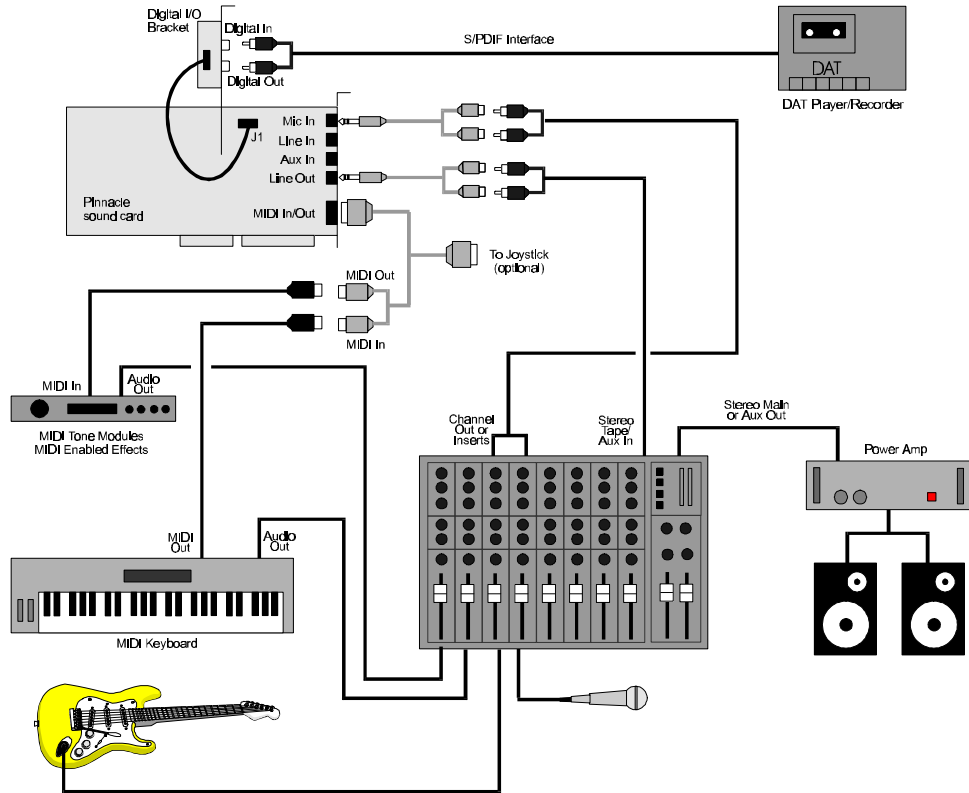 Digital I/O
Bracket
Digital In
Digital Out
S/PDIF Interface
DAT
DAT Player/Recorder
J1
Mic In
Line In
Aux In
Line Out
MIDI In/Out
Pinnacle
sound card
To Joystick
(optional)
MIDI Out
MIDI In
MIDI In
Audio
Out
MIDI Tone Modules
MIDI Enabled Effects
Channel
Out or
Inserts
Stereo
Tape/
Aux In
Stereo Main
or Aux Out
Power Amp
MIDI
Out
Audio
Out
MIDI Keyboard